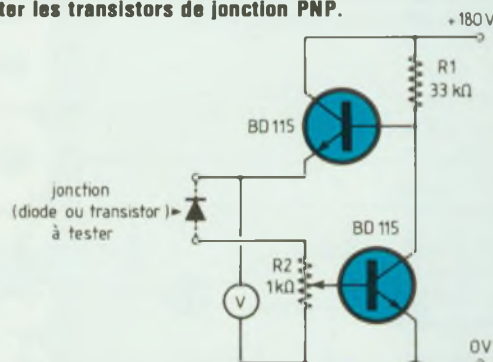 ter les transistors de jonction PNP.
+180V
R1
33 kΩ
BD 115
jonction
(diode ou transistor)
à tester
BD 115
R2
1kΩ
V
0V